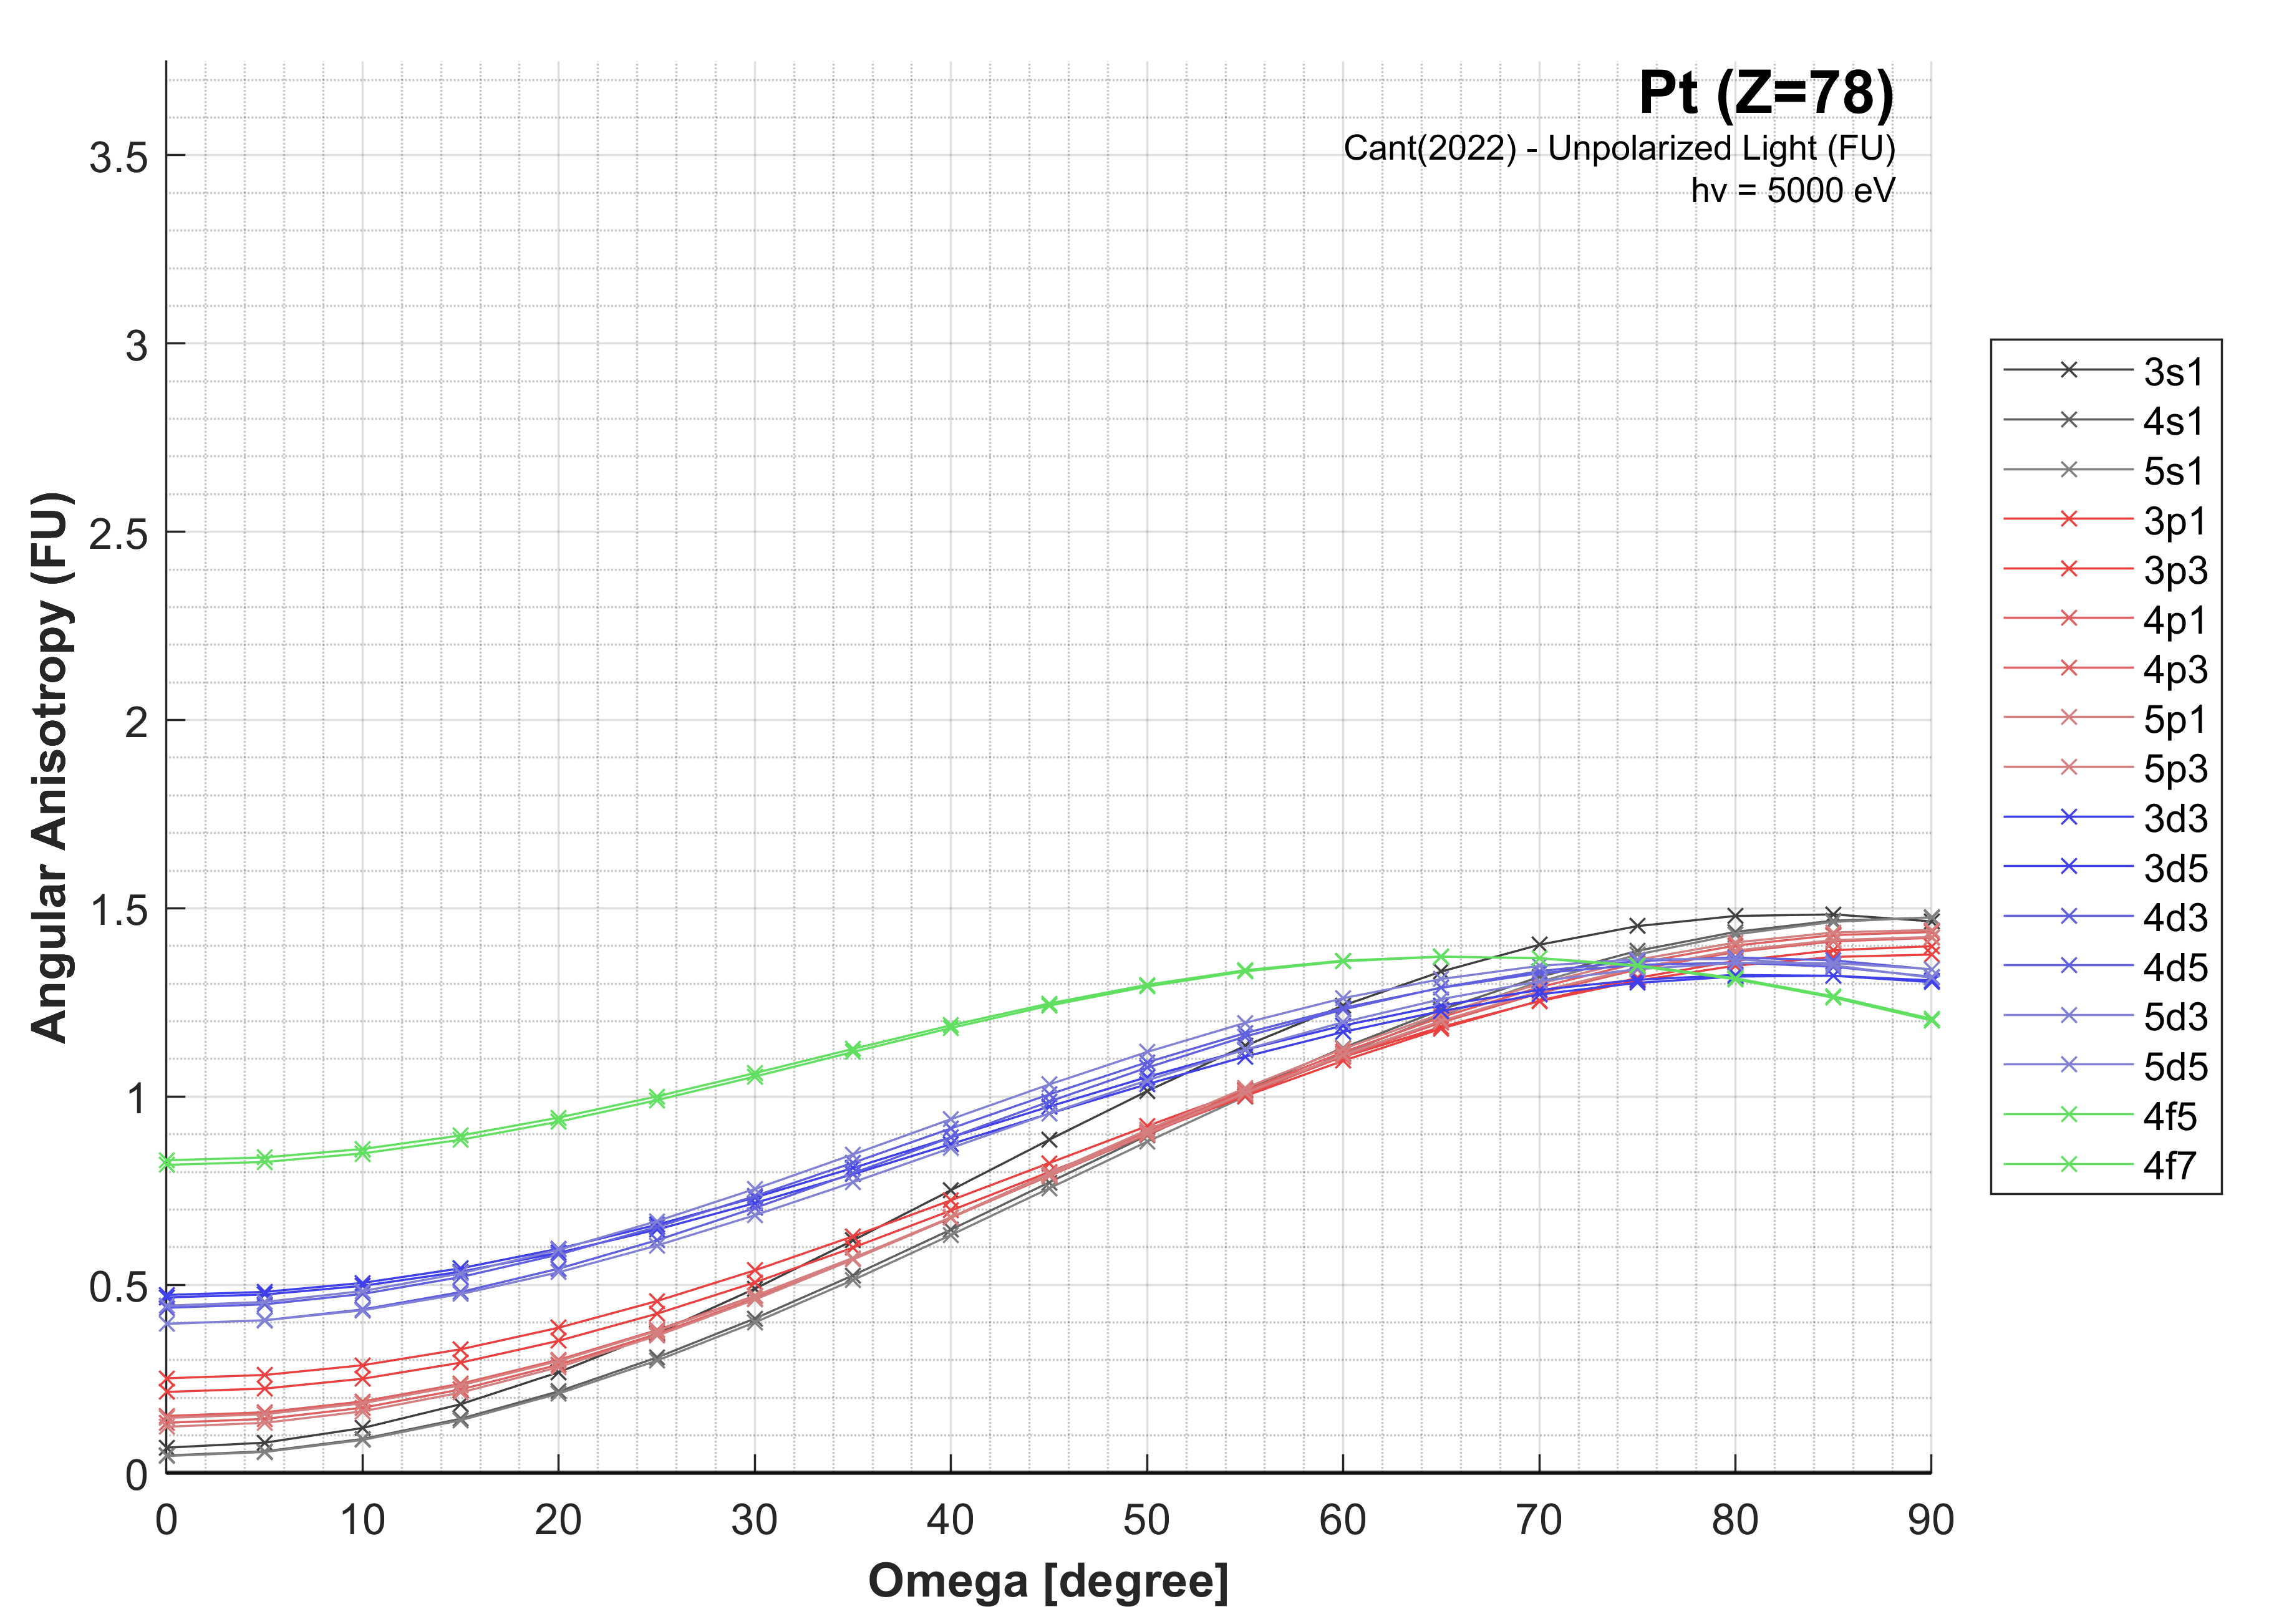 Pt (Z=78)
Cant(2022) - Unpolarized Light (FU)
hv = 5000 eV
Angular Anisotropy (FU)
3.5
3
2.5
2
1.5
1
0.5
0
0 10 20 30 40 50 60 70 80 90
Omega [degree]
3s1
4s1
5s1
3p1
3p3
4p1
4p3
5p1
5p3
3d3
3d5
4d3
4d5
5d3
5d5
4f5
4f7